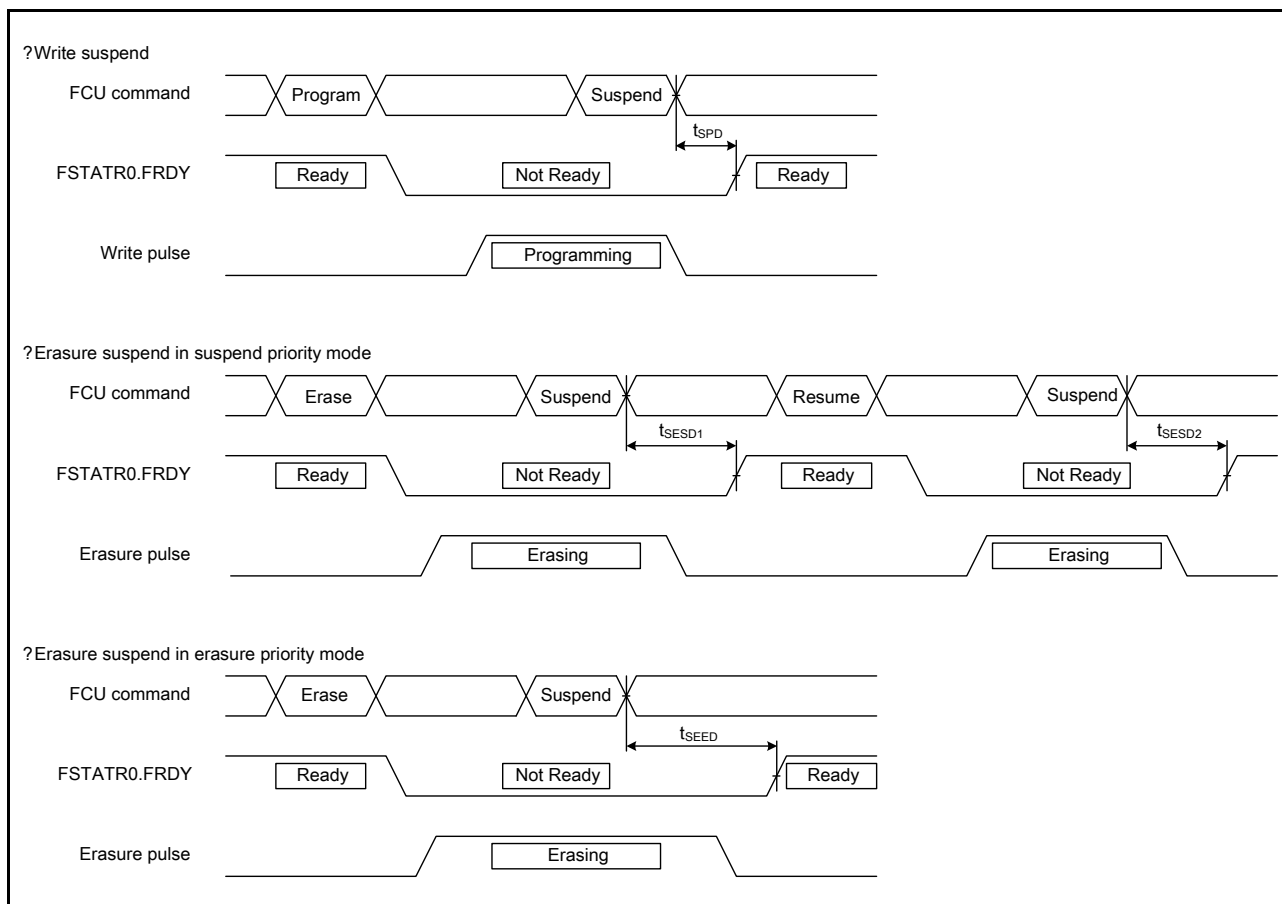 ?Write suspend
FCU command
Program
Suspend
tSPD
FSTATR0.FRDY
Ready
Not Ready
Ready
Write pulse
Programming
?Erasure suspend in suspend priority mode
FCU command
Erase
Suspend
Resume
Suspend
tSESD1
tSESD2
FSTATR0.FRDY
Ready
Not Ready
Ready
Not Ready
Erasure pulse
Erasing
Erasing
?Erasure suspend in erasure priority mode
FCU command
Erase
Suspend
tSEED
FSTATR0.FRDY
Ready
Not Ready
Ready
Erasure pulse
Erasing